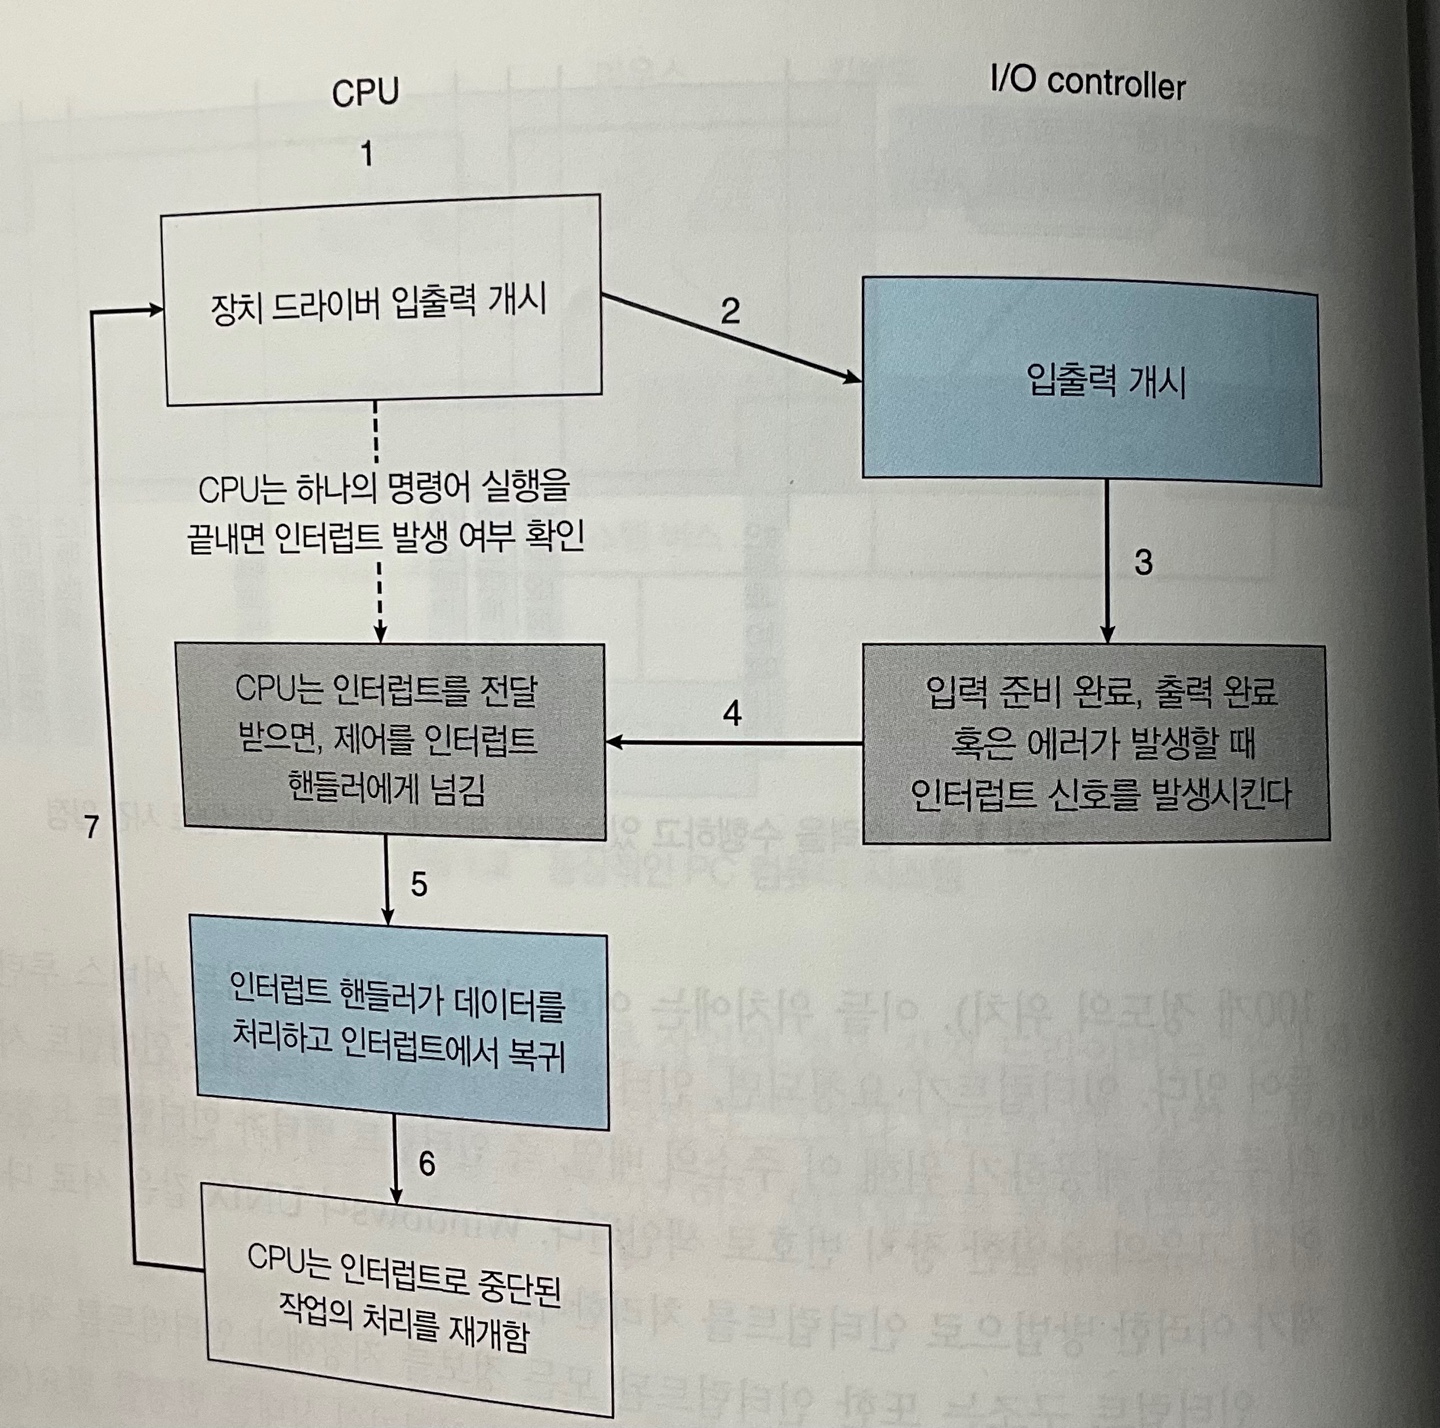 CPU
I/O controller
1
장치 드라이버 입출력 개시
2
입출력 개시
CPU는 하나의 명령어 실행을
끝내면 인터럽트 발생 여부 확인
3
CPU는 인터럽트를 전달
받으면, 제어를 인터럽트
핸들러에게 넘김
4
입력 준비 완료, 출력 완료
혹은 에러가 발생할 때
인터럽트 신호를 발생시킨다
7
5
인터럽트 핸들러가 데이터를
처리하고 인터럽트에서 복귀
6
CPU는 인터럽트로 중단된
작업의 처리를 재개함